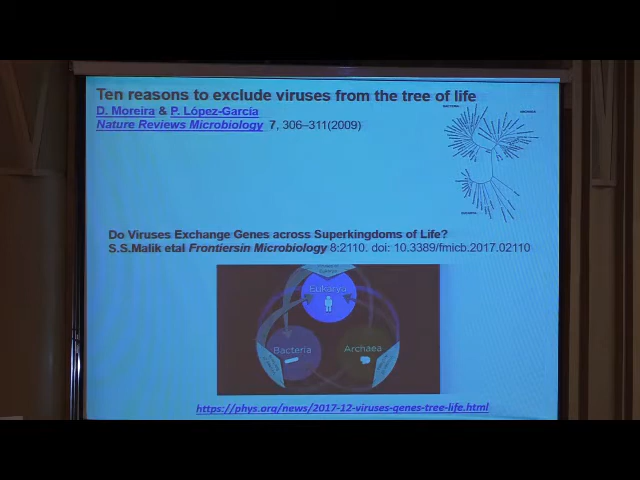 Ten reasons to exclude viruses from the tree of life
D. Moreira & P. López-García
Nature Reviews Microbiology 7, 306–311(2009)
Do Viruses Exchange Genes across Superkingdoms of Life?
S.S.Malik etal Frontiersin Microbiology 8:2110. doi: 10.3389/fmicb.2017.02110
Eukarya
Bacteria
Archaea
https://phys.org/news/2017-12-viruses-genes-tree-life.html